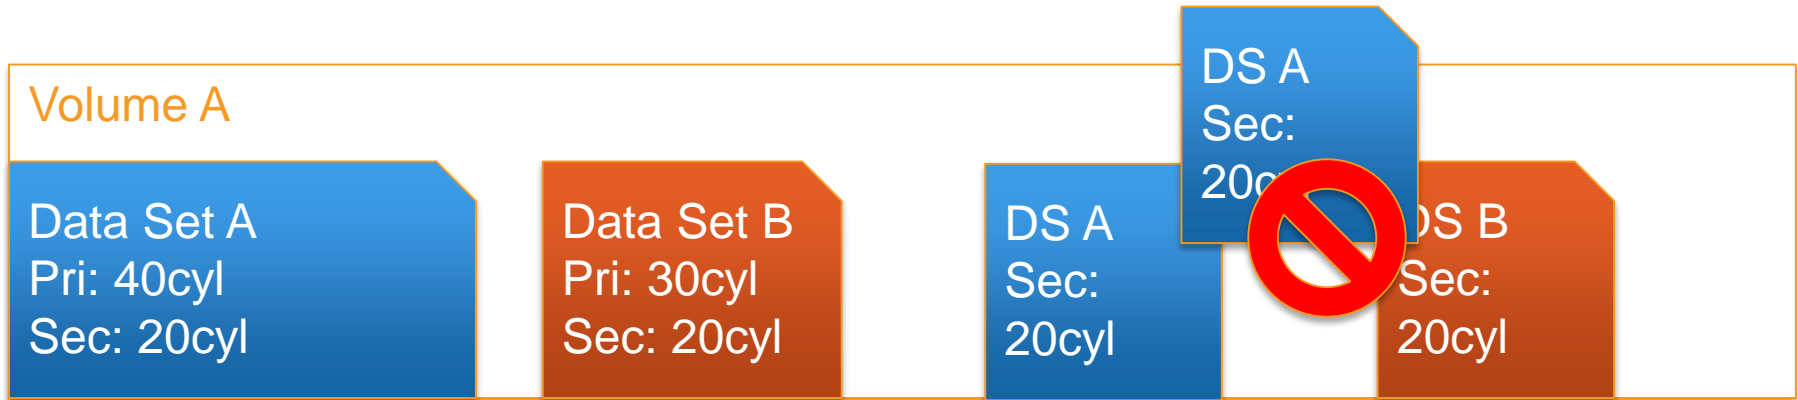 Volume A
Data Set A
Pri: 40cyl
Sec: 20cyl
Data Set B
Pri: 30cyl
Sec: 20cyl
DS A
Sec:
20cyl
DS A
Sec:
DS B
Sec:
20cyl